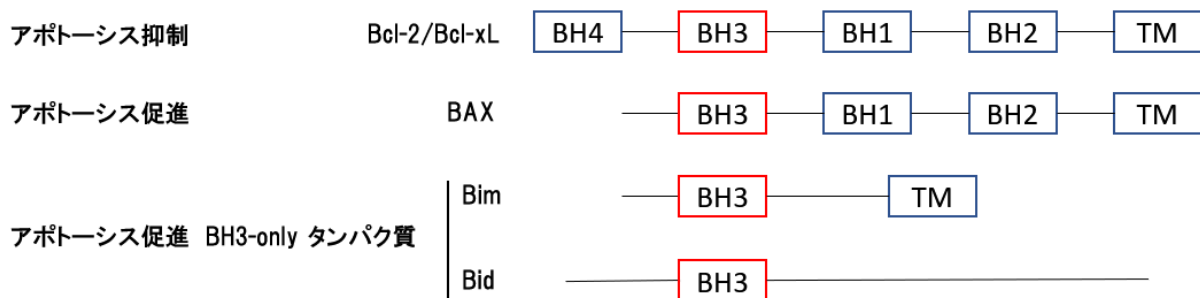 アポトーシス抑制 Bcl-2/Bcl-xL BH4 BH3 BH1 BH2 TM
アポトーシス促進 BAX BH3 BH1 BH2 TM
Bim BH3 TM
アポトーシス促進 BH3-only タンパク質
Bid BH3